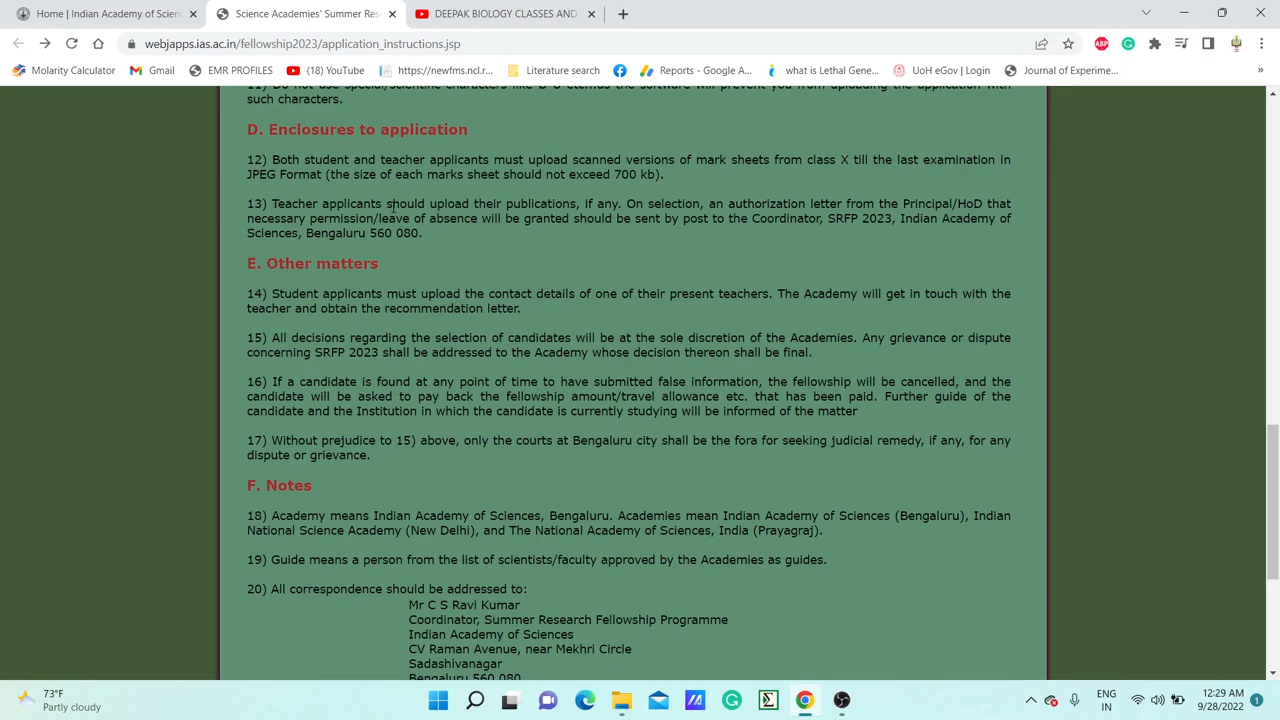 Home | Indian Academy of Scien
Science Academies' Summer Res
DEEPAK BIOLOGY CLASSES AND
webjapps.ias.ac.in/fellowship2023/application_instructions.jsp
Molarity Calculator
Gmail
EMR PROFILES
(18) YouTube
https://newfms.ncl.r...
Literature search
Reports - Google A...
what is Lethal Gene...
UoH eGov | Login
Journal of Experime...
»
such characters.
D. Enclosures to application
12) Both student and teacher applicants must upload scanned versions of mark sheets from class X till the last examination in
JPEG Format (the size of each marks sheet should not exceed 700 kb).
13) Teacher applicants should upload their publications, if any. On selection, an authorization letter from the Principal/HoD that
necessary permission/leave of absence will be granted should be sent by post to the Coordinator, SRFP 2023, Indian Academy of
Sciences, Bengaluru 560 080.
E. Other matters
14) Student applicants must upload the contact details of one of their present teachers. The Academy will get in touch with the
teacher and obtain the recommendation letter.
15) All decisions regarding the selection of candidates will be at the sole discretion of the Academies. Any grievance or dispute
concerning SRFP 2023 shall be addressed to the Academy whose decision thereon shall be final.
16) If a candidate is found at any point of time to have submitted false information, the fellowship will be cancelled, and the
candidate will be asked to pay back the fellowship amount/travel allowance etc. that has been paid. Further guide of the
candidate and the Institution in which the candidate is currently studying will be informed of the matter
17) Without prejudice to 15) above, only the courts at Bengaluru city shall be the fora for seeking judicial remedy, if any, for any
dispute or grievance.
F. Notes
18) Academy means Indian Academy of Sciences, Bengaluru. Academies mean Indian Academy of Sciences (Bengaluru), Indian
National Science Academy (New Delhi), and The National Academy of Sciences, India (Prayagraj).
19) Guide means a person from the list of scientists/faculty approved by the Academies as guides.
20) All correspondence should be addressed to:
Mr C S Ravi Kumar
Coordinator, Summer Research Fellowship Programme
Indian Academy of Sciences
CV Raman Avenue, near Mekhri Circle
Sadashivanagar
Bengaluru 560 080
73°F
Partly cloudy
ENG
IN
12:29 AM
9/28/2022
1